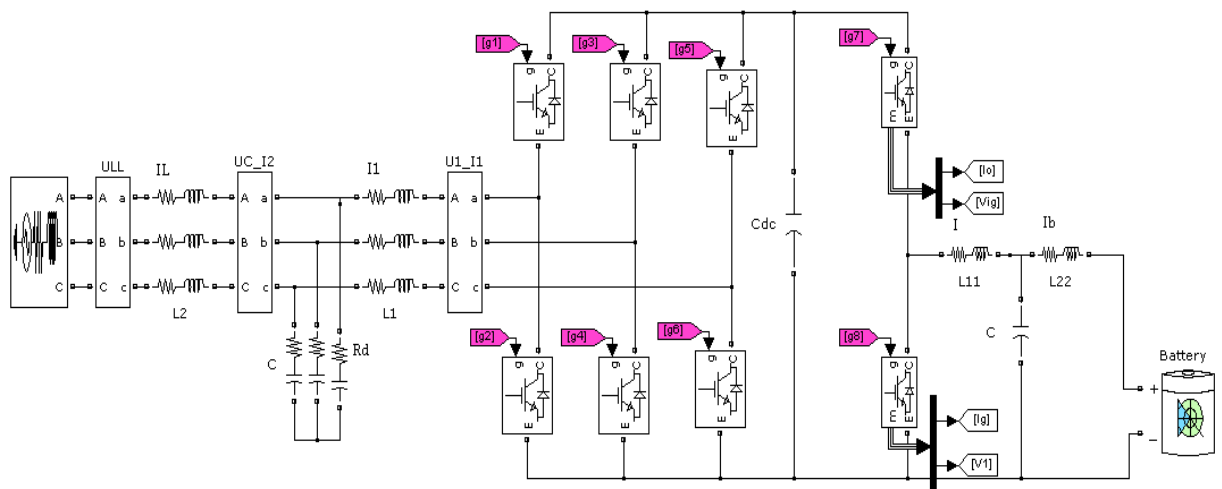 [g1]
[g3]
[g5]
[g7]
g C
g C
g C
g C
E
E
E
m E
ULL
IL
UC_I2
I1
U1_I1
A
A a
A a
A a
B
B b
B b
B b
C
C c
C c
C c
L2
L1
Cdc
[Io]
[Vig]
I
Ib
L11
L22
C
[g2]
[g4]
[g6]
[g8]
g C
g C
g C
g C
E
E
E
m E
C
Rd
[Ig]
[V1]
Battery
+
–